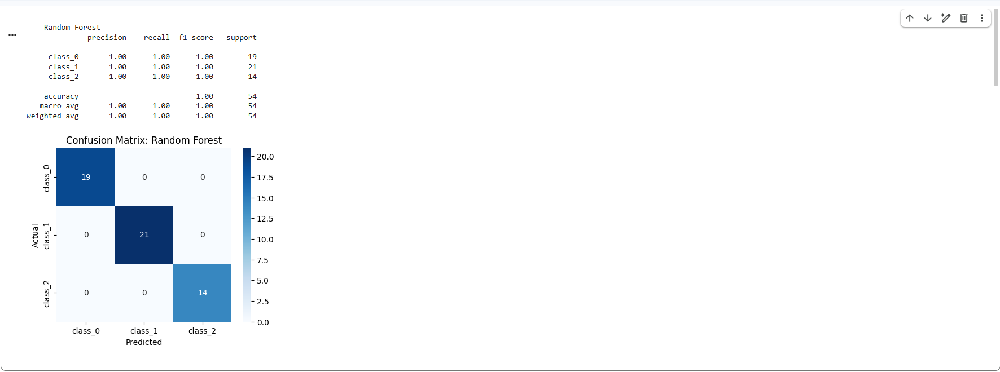 --- Random Forest ---
precision recall f1-score support
class_0 1.00 1.00 1.00 19
class_1 1.00 1.00 1.00 21
class_2 1.00 1.00 1.00 14
accuracy 1.00 54
macro avg 1.00 1.00 1.00 54
weighted avg 1.00 1.00 1.00 54
Confusion Matrix: Random Forest
class_0
19 0 0
Actual
class_1
0 21 0
class_2
0 0 14
class_0 class_1 class_2
Predicted
20.0
17.5
15.0
12.5
10.0
7.5
5.0
2.5
0.0